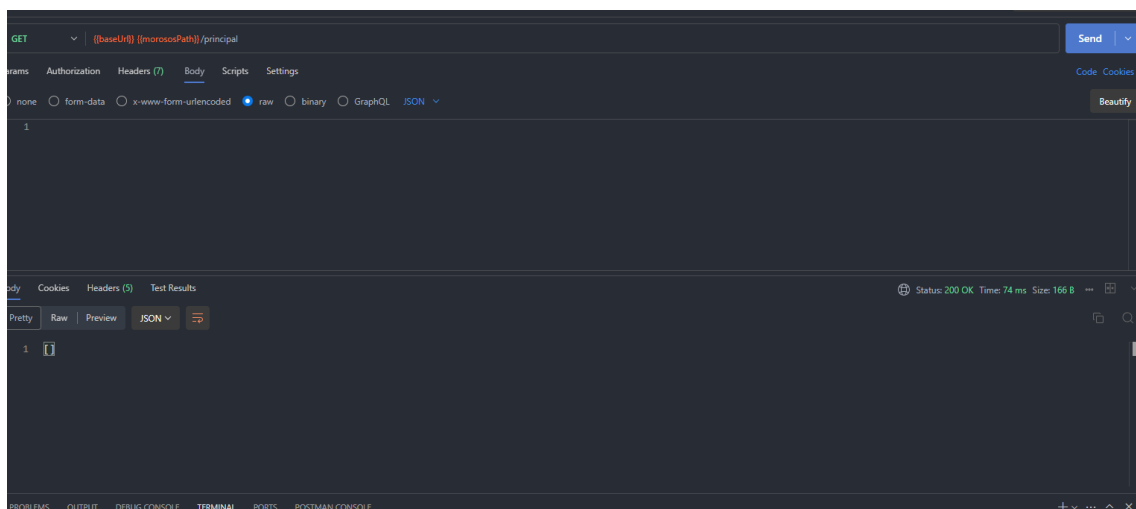 GET {{baseUrl}} {{morososPath}}/principal Send
arams Authorization Headers (7) Body Scripts Settings Code Cookies
none form-data x-www-form-urlencoded raw binary GraphQL JSON Beautify
1
ody Cookies Headers (5) Test Results Status: 200 OK Time: 74 ms Size: 166 B
Pretty Raw Preview JSON
1 []
PROBLEMS OUTPUT DEBUG CONSOLE TERMINAL PORTS POSTMAN CONSOLE